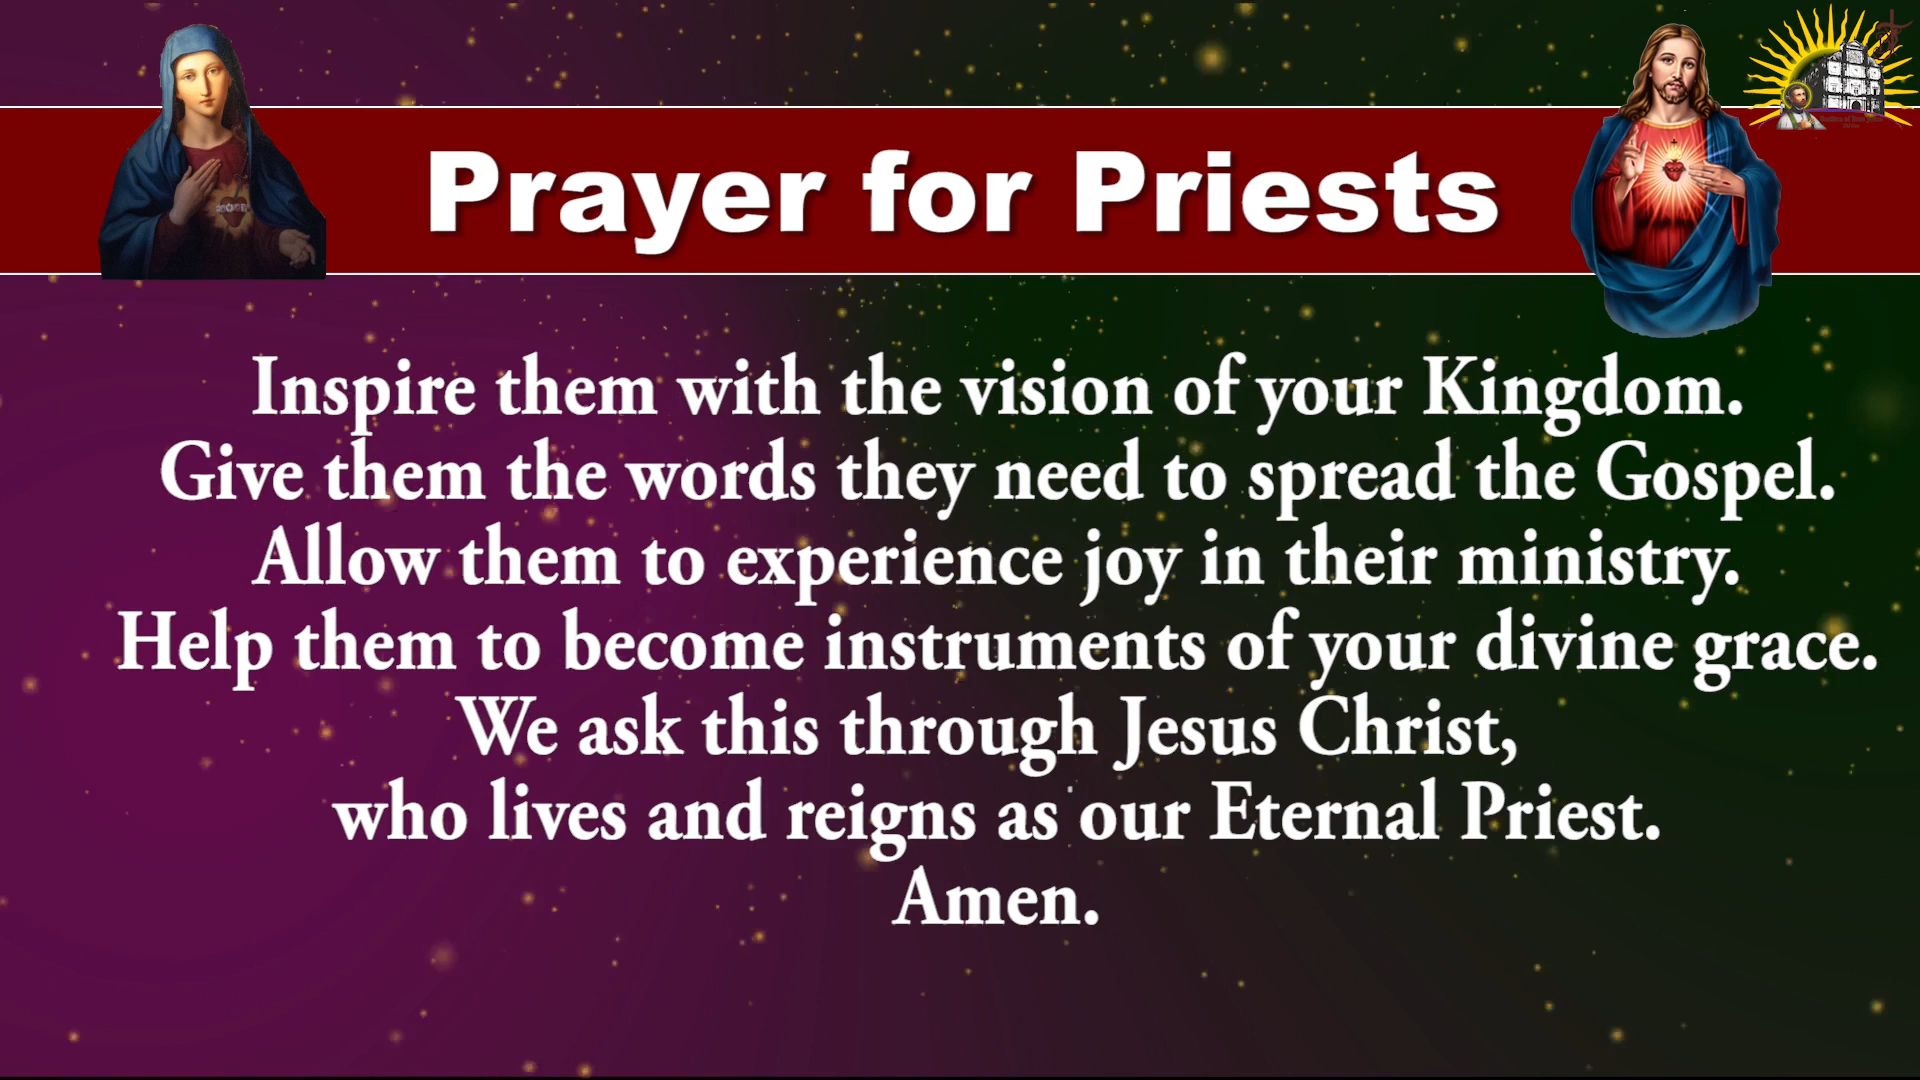 Prayer for Priests
Inspire them with the vision of your Kingdom.
Give them the words they need to spread the Gospel.
Allow them to experience joy in their ministry.
Help them to become instruments of your divine grace.
We ask this through Jesus Christ,
who lives and reigns as our Eternal Priest.
Amen.